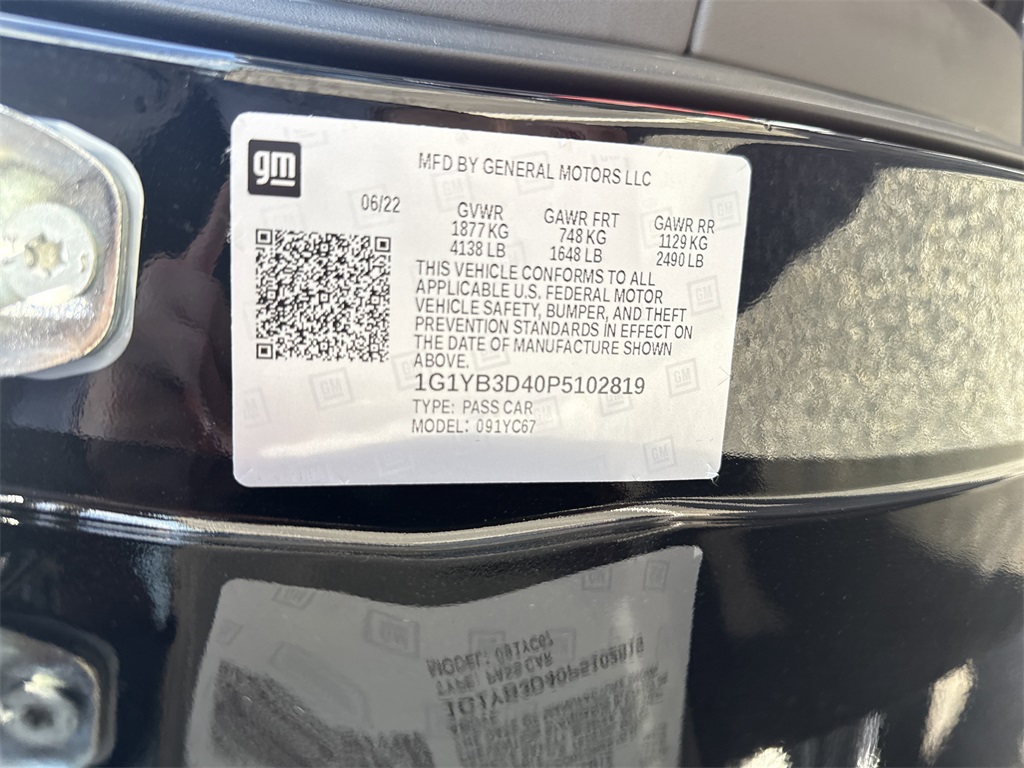 gm
MFD BY GENERAL MOTORS LLC
06/22
GVWR GAWR FRT GAWR RR
1877 KG 748 KG 1129 KG
4138 LB 1648 LB 2490 LB
THIS VEHICLE CONFORMS TO ALL
APPLICABLE U.S. FEDERAL MOTOR
VEHICLE SAFETY, BUMPER, AND THEFT
PREVENTION STANDARDS IN EFFECT ON
THE DATE OF MANUFACTURE SHOWN
ABOVE.
1G1YB3D40P5102819
TYPE: PASS CAR
MODEL: 091YC67